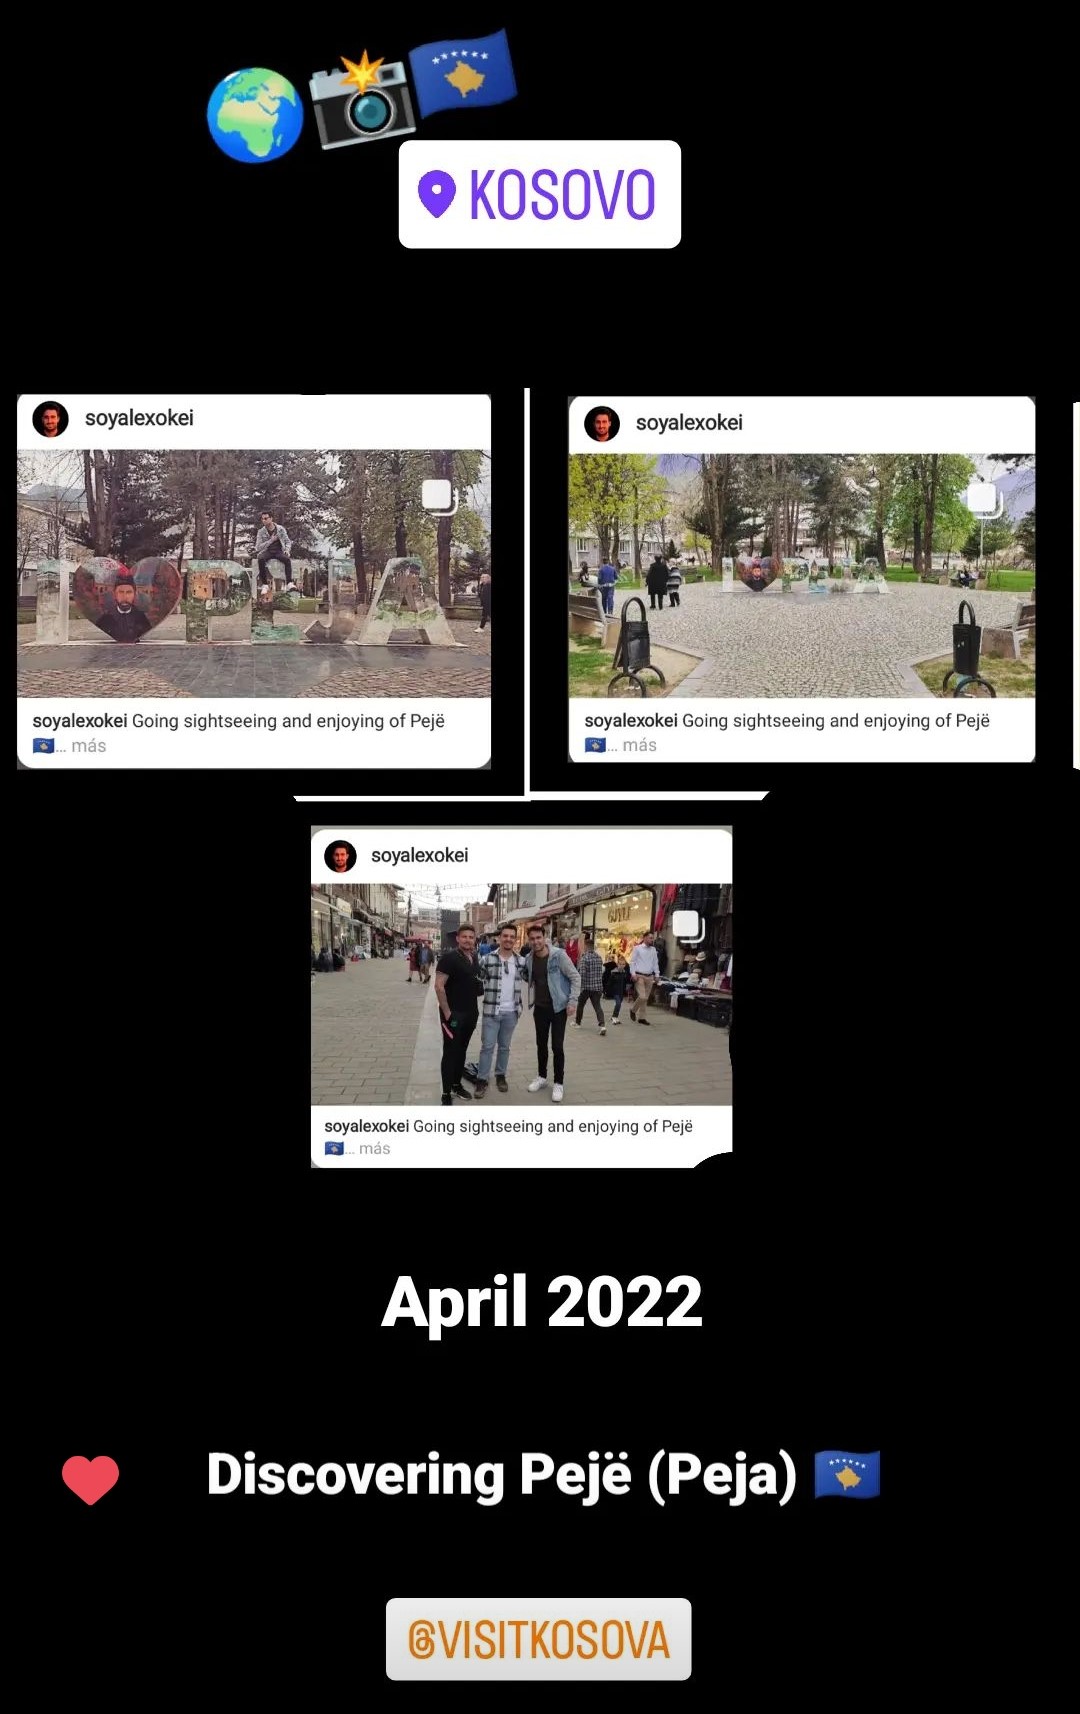 KOSOVO
soyalexokei
I PEJA
soyalexokei Going sightseeing and enjoying of Pejë
🇽🇰... más
soyalexokei
I PEJA
soyalexokei Going sightseeing and enjoying of Pejë
🇽🇰... más
soyalexokei
soyalexokei Going sightseeing and enjoying of Pejë
🇽🇰... más
April 2022
Discovering Pejë (Peja) 🇽🇰
@VISITKOSOVA